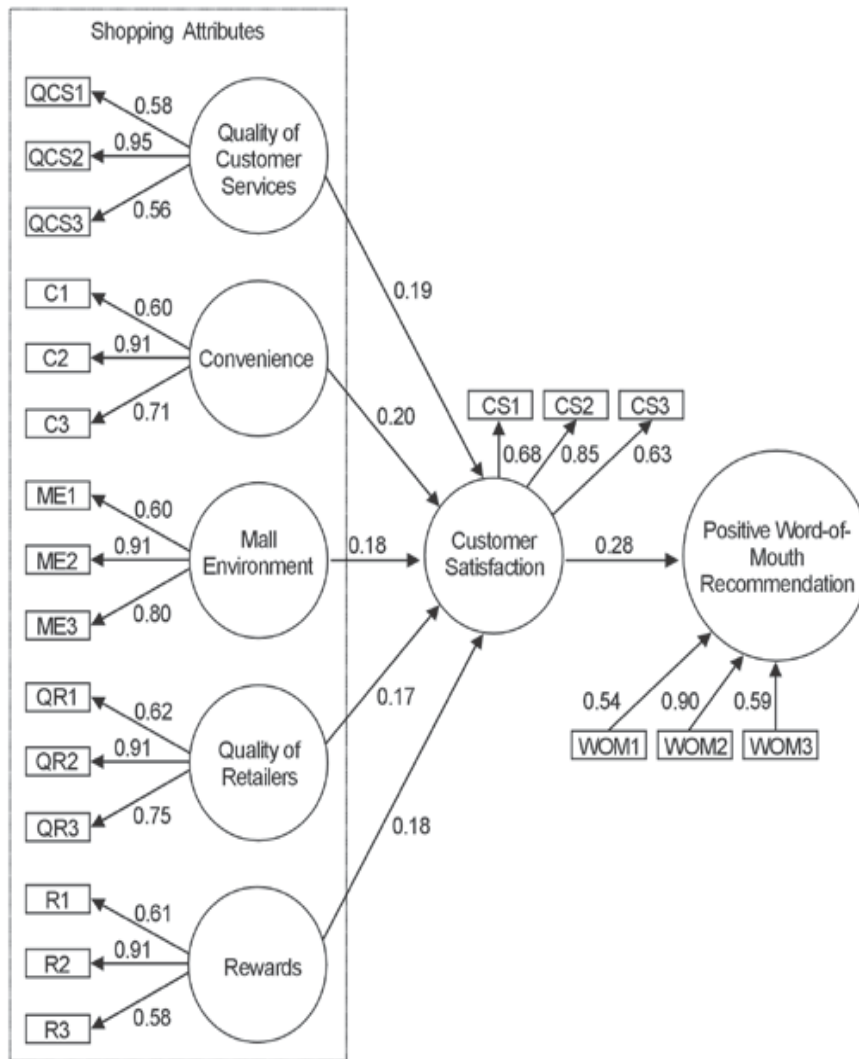 Shopping Attributes
QCS1
0.58
QCS2
0.95
QCS3
0.56
Quality of
Customer
Services
0.19
C1
0.60
C2
0.91
C3
0.71
Convenience
0.20
ME1
0.60
ME2
0.91
ME3
0.80
Mall
Environment
0.18
QR1
0.62
QR2
0.91
QR3
0.75
Quality of
Retailers
0.17
R1
0.61
R2
0.91
R3
0.58
Rewards
0.18
CS1
CS2
CS3
0.68
0.85
0.63
Customer
Satisfaction
0.28
Positive Word-of-
Mouth
Recommendation
0.54
0.90
0.59
WOM1
WOM2
WOM3